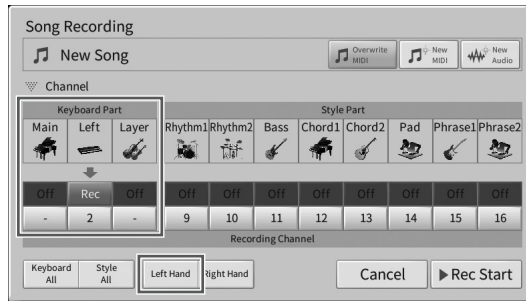 Song Recording
New Song
Overwrite MIDI
New MIDI
New Audio
Channel
Keyboard Part Style Part
Main Left Layer Rhythm1 Rhythm2 Bass Chord1 Chord2 Pad Phrase1 Phrase2
Off Rec Off Off Off Off Off Off Off Off Off
- 2 - 9 10 11 12 13 14 15 16
Recording Channel
Keyboard All
Style All
Left Hand Right Hand Cancel Rec Start